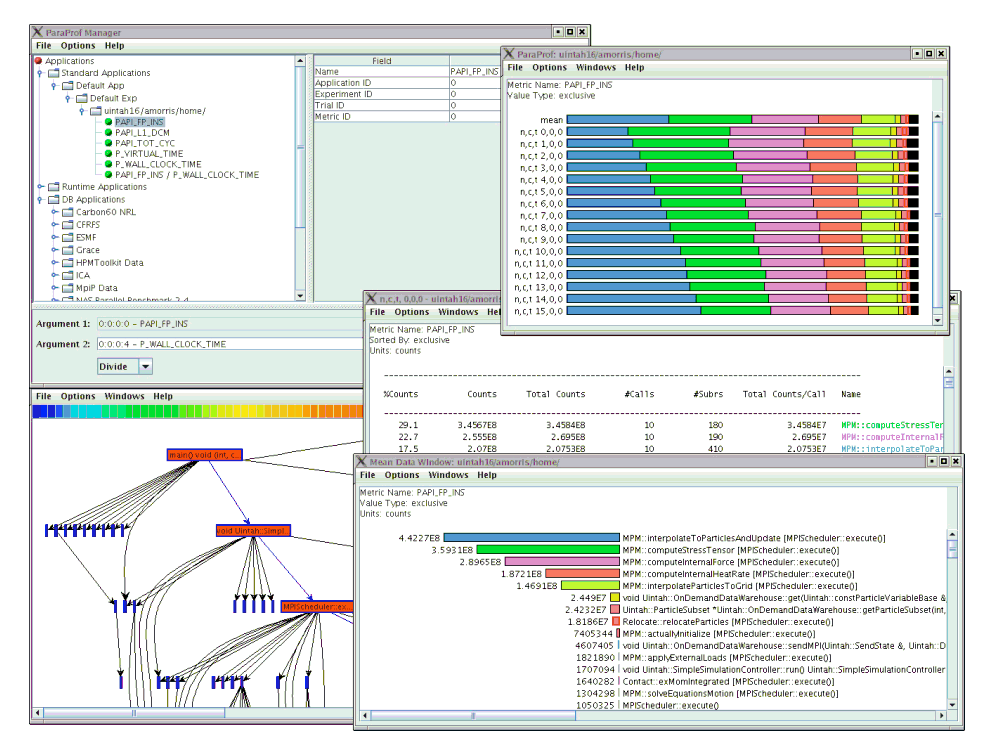 ParaProf Manager
File Options Help
Applications
Standard Applications
Default App
Default Exp
uintah16/amorris/home/
PAPI_FP_INS
PAPI_L1_DCM
PAPI_TOT_CYC
P_VIRTUAL_TIME
P_WALL_CLOCK_TIME
PAPI_FP_INS / P_WALL_CLOCK_TIME
Runtime Applications
DB Applications
Carbon60 NRL
CFRFS
ESMF
Grace
HPMToolkit Data
ICA
MpiP Data
NAS Parallel Benchmark 2.4
Field
Name PAPI_FP_INS
Application ID 0
Experiment ID 0
Trial ID 0
Metric ID 0
Argument 1: 0:0:0:0 - PAPI_FP_INS
Argument 2: 0:0:0:4 - P_WALL_CLOCK_TIME
Divide
ParaProf: uintah16/amorris/home/
File Options Windows Help
Metric Name: PAPI_FP_INS
Value Type: exclusive
mean
n,c,t 0,0,0
n,c,t 1,0,0
n,c,t 2,0,0
n,c,t 3,0,0
n,c,t 4,0,0
n,c,t 5,0,0
n,c,t 6,0,0
n,c,t 7,0,0
n,c,t 8,0,0
n,c,t 9,0,0
n,c,t 10,0,0
n,c,t 11,0,0
n,c,t 12,0,0
n,c,t 13,0,0
n,c,t 14,0,0
n,c,t 15,0,0
n,c,t, 0,0,0 - uintah16/amorris
File Options Windows Help
Metric Name: PAPI_FP_INS
Sorted By: exclusive
Units: counts
%Counts Counts Total Counts #Calls #Subrs Total Counts/Call Name
29.1 3.4567E8 3.4584E8 10 180 3.4584E7 MPM::computeStressTen
22.7 2.555E8 2.695E8 10 190 2.695E7 MPM::computeInternalF
17.5 2.07E8 2.0753E8 10 410 2.0753E7 MPM::interpolateToPar
File Options Windows Help
main() void (int, c...
void Uintah::Simpl...
MPIScheduler::ex...
Mean Data Window: uintah16/amorris/home/
File Options Windows Help
Metric Name: PAPI_FP_INS
Value Type: exclusive
Units: counts
4.4227E8 MPM::interpolateToParticlesAndUpdate [MPIScheduler::execute()]
3.5931E8 MPM::computeStressTensor [MPIScheduler::execute()]
2.8965E8 MPM::computeInternalForce [MPIScheduler::execute()]
1.8721E8 MPM::computeInternalHeatRate [MPIScheduler::execute()]
1.4691E8 MPM::interpolateParticlesToGrid [MPIScheduler::execute()]
2.449E7 void Uintah::OnDemandDataWarehouse::get(Uintah::constParticleVariableBase &
2.4232E7 Uintah::ParticleSubset *Uintah::OnDemandDataWarehouse::getParticleSubset(int,
1.8186E7 Relocate::relocateParticles [MPIScheduler::execute()]
7405344 MPM::actuallyInitialize [MPIScheduler::execute()]
4607405 void Uintah::OnDemandDataWarehouse::sendMPI(Uintah::SendState &, Uintah::D
1821890 MPM::applyExternalLoads [MPIScheduler::execute()]
1707094 void Uintah::SimpleSimulationController::run() Uintah::SimpleSimulationController
1640282 Contact::exMomIntegrated [MPIScheduler::execute()]
1304298 MPM::solveEquationsMotion [MPIScheduler::execute()]
1050325 MPIScheduler::execute()